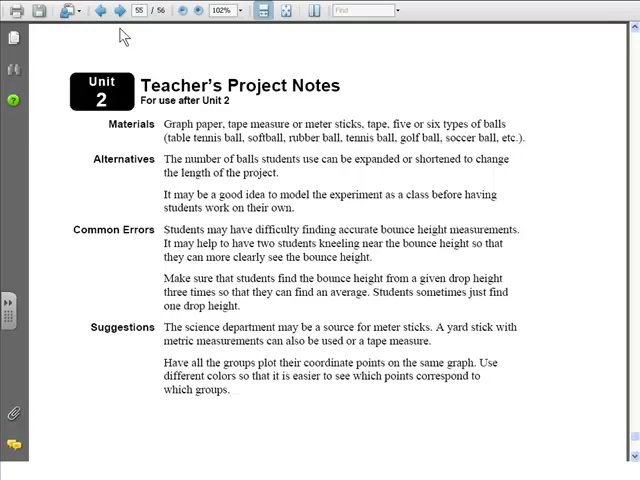 55 / 56 102% Find
Unit 2
Teacher's Project Notes
For use after Unit 2
Materials Graph paper, tape measure or meter sticks, tape, five or six types of balls
(table tennis ball, softball, rubber ball, tennis ball, golf ball, soccer ball, etc.).
Alternatives The number of balls students use can be expanded or shortened to change
the length of the project.
It may be a good idea to model the experiment as a class before having
students work on their own.
Common Errors Students may have difficulty finding accurate bounce height measurements.
It may help to have two students kneeling near the bounce height so that
they can more clearly see the bounce height.
Make sure that students find the bounce height from a given drop height
three times so that they can find an average. Students sometimes just find
one drop height.
Suggestions The science department may be a source for meter sticks. A yard stick with
metric measurements can also be used or a tape measure.
Have all the groups plot their coordinate points on the same graph. Use
different colors so that it is easier to see which points correspond to
which groups.